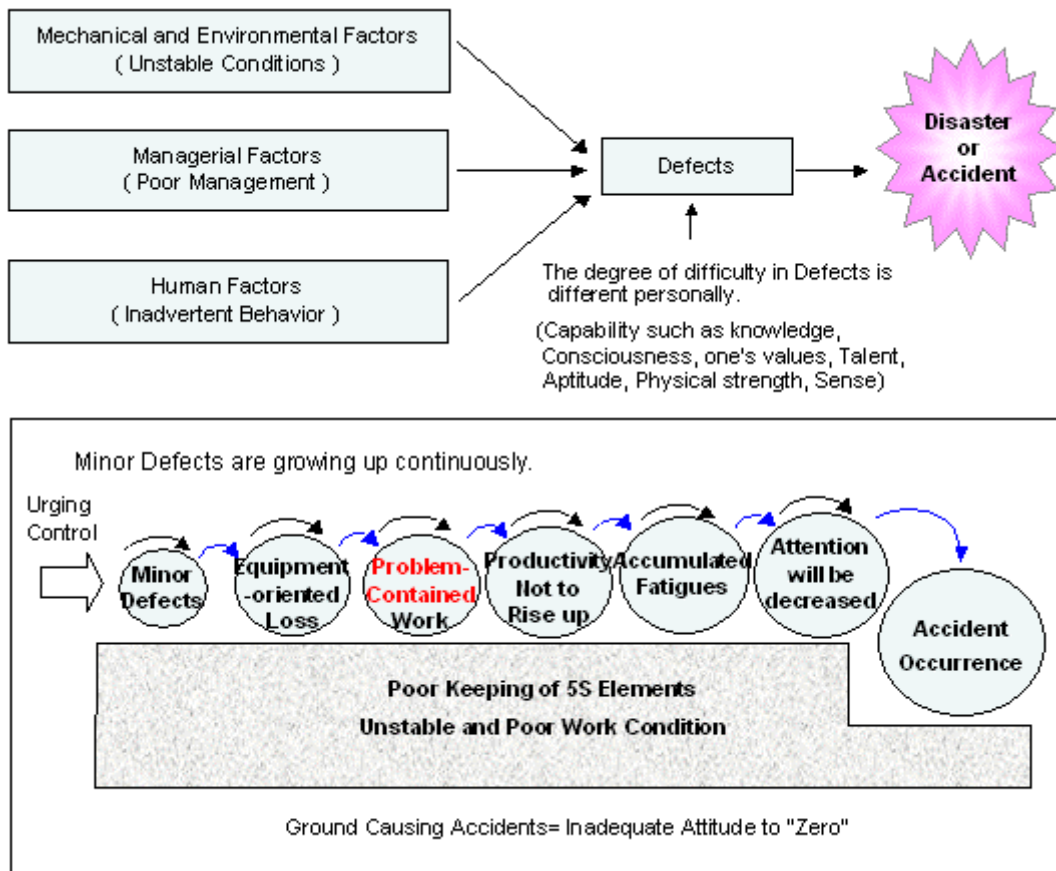 Mechanical and Environmental Factors
( Unstable Conditions )
Managerial Factors
( Poor Management )
Human Factors
( Inadvertent Behavior )
Defects
Disaster
or
Accident
The degree of difficulty in Defects is
different personally.
(Capability such as knowledge,
Consciousness, one's values, Talent,
Aptitude, Physical strength, Sense)
Minor Defects are growing up continuously.
Urging
Control
Minor
Defects
Equipment
-oriented
Loss
Problem-
Contained
Work
Productivity
Not to
Rise up
Accumulated
Fatigues
Attention
will be
decreased
Accident
Occurrence
Poor Keeping of 5S Elements
Unstable and Poor Work Condition
Ground Causing Accidents= Inadequate Attitude to "Zero"